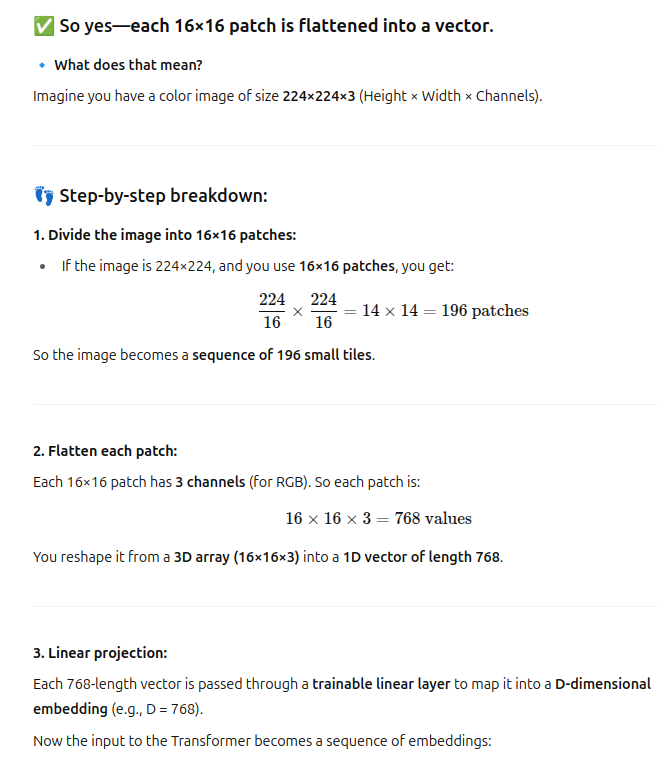 ✅ So yes—each 16×16 patch is flattened into a vector.
🔹 What does that mean?
Imagine you have a color image of size 224×224×3 (Height × Width × Channels).
👣 Step-by-step breakdown:
1. Divide the image into 16×16 patches:
• If the image is 224×224, and you use 16×16 patches, you get:
224/16 × 224/16 = 14 × 14 = 196 patches
So the image becomes a sequence of 196 small tiles.
2. Flatten each patch:
Each 16×16 patch has 3 channels (for RGB). So each patch is:
16 × 16 × 3 = 768 values
You reshape it from a 3D array (16×16×3) into a 1D vector of length 768.
3. Linear projection:
Each 768-length vector is passed through a trainable linear layer to map it into a D-dimensional
embedding (e.g., D = 768).
Now the input to the Transformer becomes a sequence of embeddings: